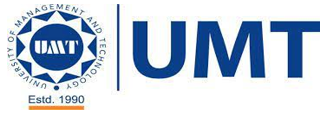 UNIVERSITY OF MANAGEMENT AND TECHNOLOGY
UMT
Estd. 1990
UMT